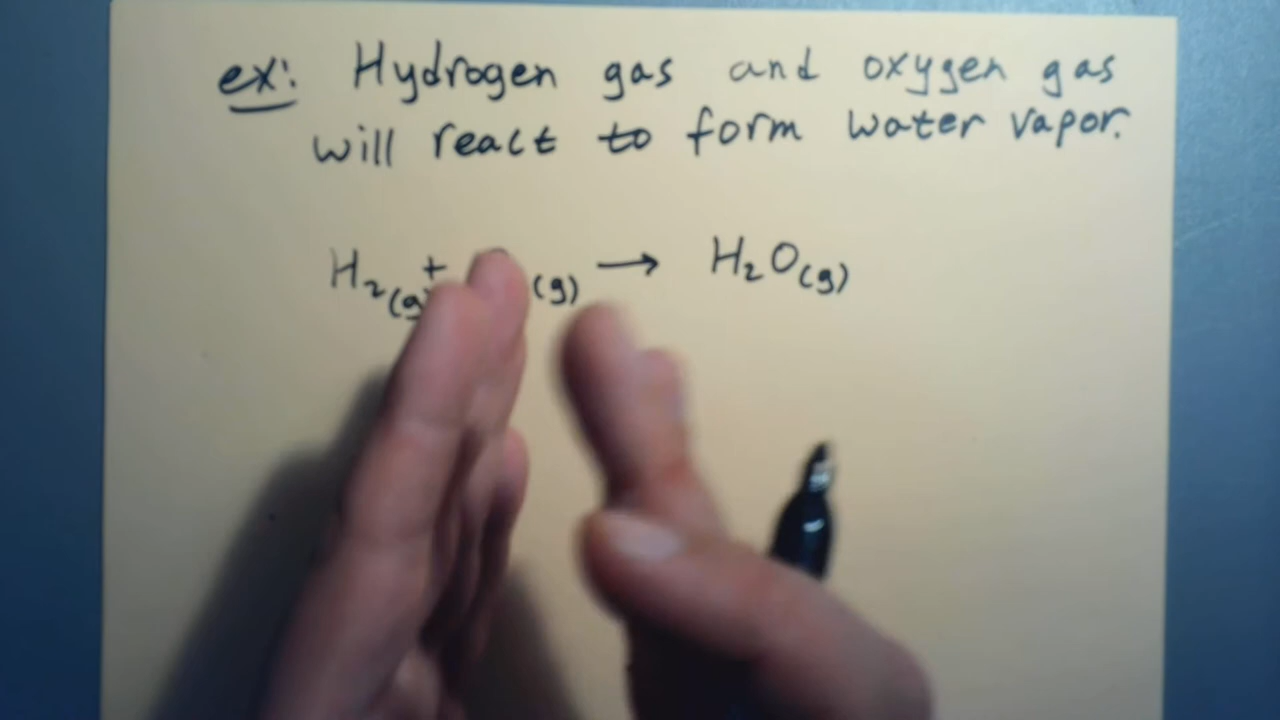 ex: Hydrogen gas and oxygen gas
will react to form water vapor.
H₂(g) + (g) → H₂O(g)